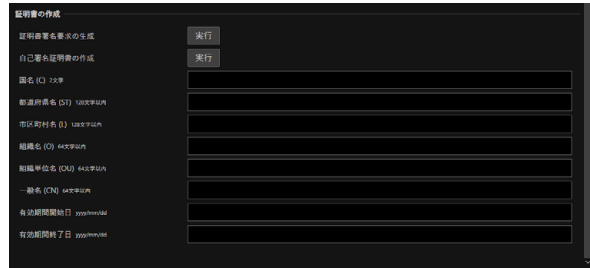 証明書の作成
証明書署名要求の生成 実行
自己署名証明書の作成 実行
国名 (C) 2文字
都道府県名 (ST) 128文字以内
市区町村名 (L) 128文字以内
組織名 (O) 64文字以内
組織単位名 (OU) 64文字以内
一般名 (CN) 64文字以内
有効期間開始日 yyyy/mm/dd
有効期間終了日 yyyy/mm/dd